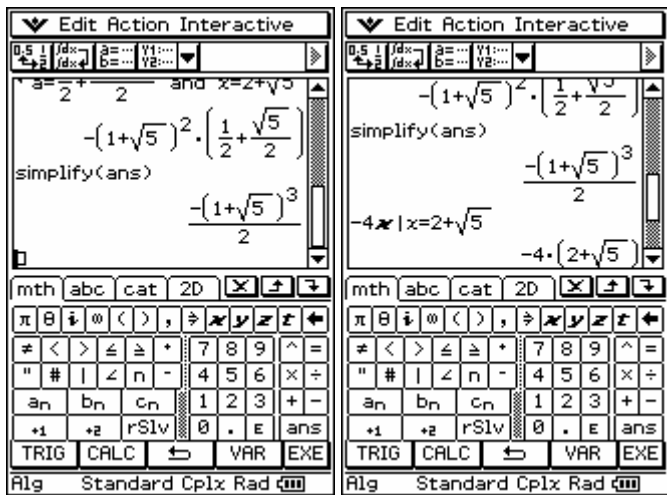 Edit Action Interactive
and x=2+√5
-(1+√5)^2·(1/2+√5/2)
simplify(ans)
-(1+√5)^3/2
mth abc cat 2D
π θ i ∞ ( ) , ⇒ x y z t
≠ < > ≤ ≥ 7 8 9 ^ =
" # | ∠ 4 5 6 × ÷
an bn cn 1 2 3 + -
+1 +2 rSlv 0 . E ans
TRIG CALC VAR EXE
Alg Standard Cplx Rad
Edit Action Interactive
-(1+√5)^2·(1/2+√5/2)
simplify(ans)
-(1+√5)^3/2
-4x|x=2+√5
-4·(2+√5)
mth abc cat 2D
π θ i ∞ ( ) , ⇒ x y z t
≠ < > ≤ ≥ 7 8 9 ^ =
" # | ∠ 4 5 6 × ÷
an bn cn 1 2 3 + -
+1 +2 rSlv 0 . E ans
TRIG CALC VAR EXE
Alg Standard Cplx Rad